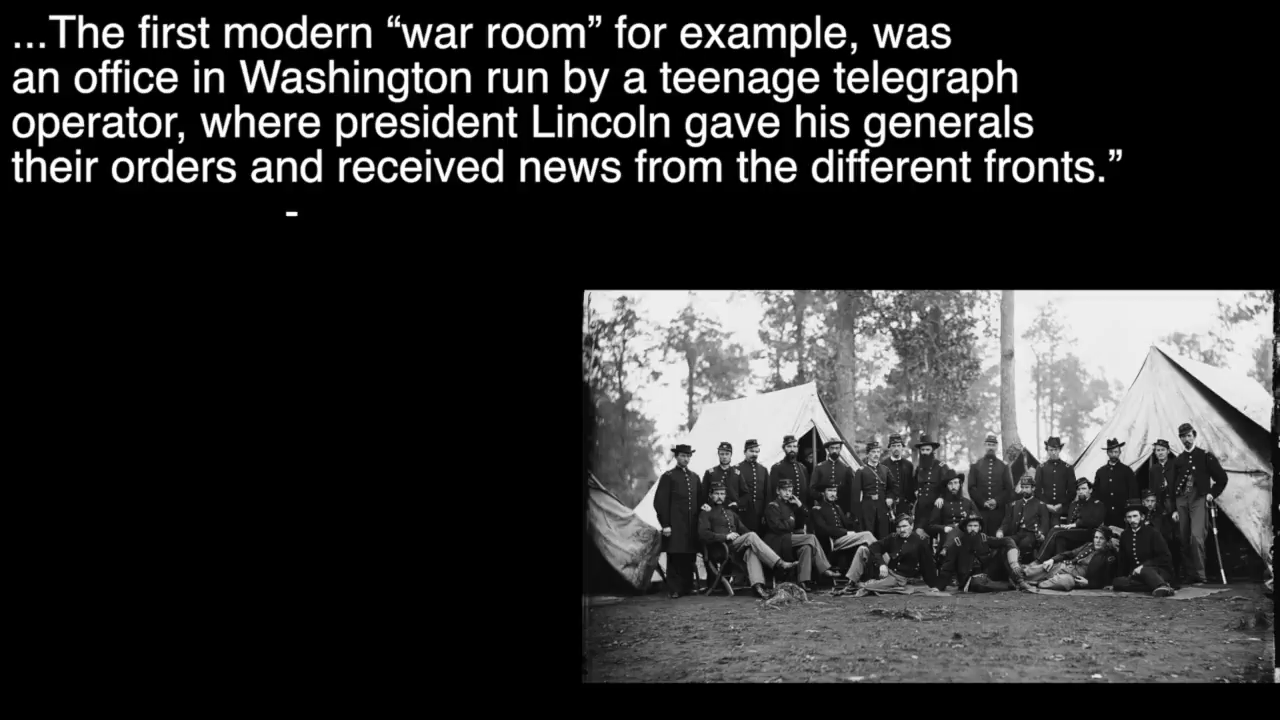 ...The first modern “war room” for example, was
an office in Washington run by a teenage telegraph
operator, where president Lincoln gave his generals
their orders and received news from the different fronts.”
-